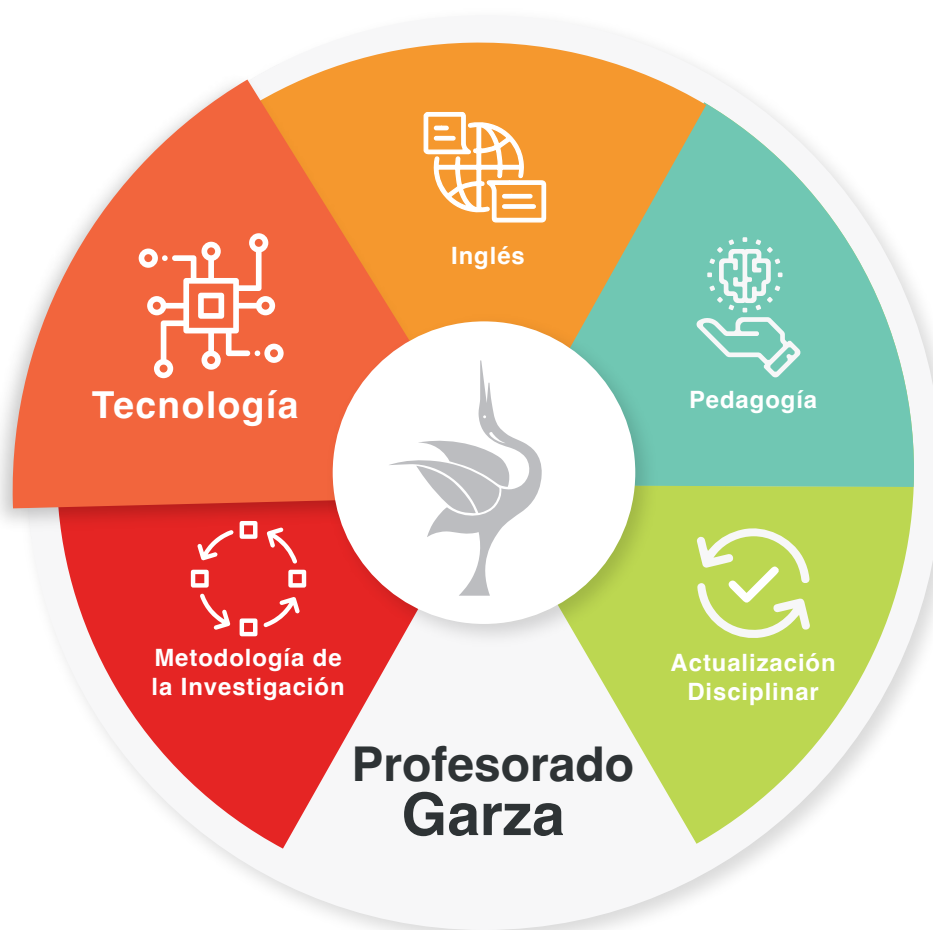 Inglés
Tecnología
Pedagogía
Metodología de
la Investigación
Actualización
Disciplinar
Profesorado
Garza